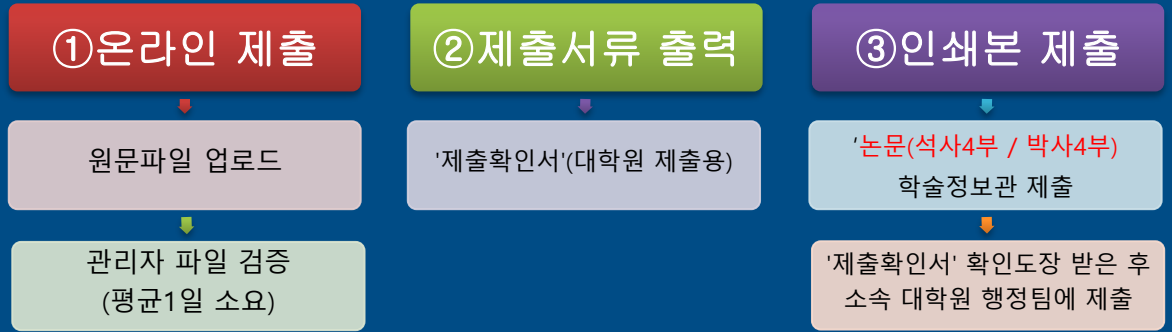 ①온라인 제출
원문파일 업로드
관리자 파일 검증
(평균1일 소요)
②제출서류 출력
'제출확인서'(대학원 제출용)
③인쇄본 제출
'논문(석사4부 / 박사4부)
학술정보관 제출
'제출확인서' 확인도장 받은 후
소속 대학원 행정팀에 제출